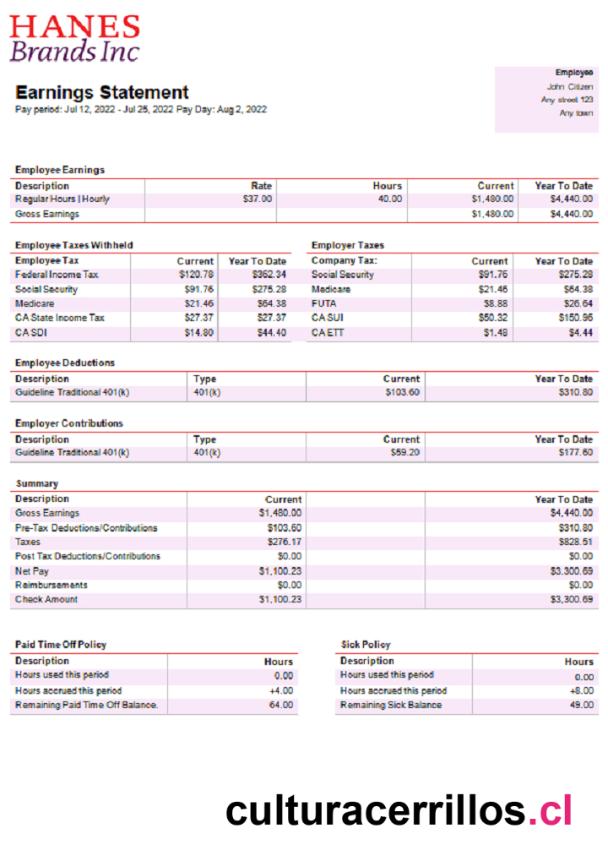 HANES
Brands Inc
Employee
John Citizen
Any street 123
Any town
Earnings Statement
Pay period: Jul 12, 2022 - Jul 25, 2022 Pay Day: Aug 2, 2022
Employee Earnings
Description Rate Hours Current Year To Date
Regular Hours | Hourly $37.00 40.00 $1,480.00 $4,440.00
Gross Earnings $1,480.00 $4,440.00
Employee Taxes Withheld
Employee Tax Current Year To Date
Federal Income Tax $120.78 $362.34
Social Security $91.76 $275.28
Medicare $21.46 $64.38
CA State Income Tax $27.37 $27.37
CA SDI $14.80 $44.40
Employer Taxes
Company Tax: Current Year To Date
Social Security $91.76 $275.28
Medicare $21.46 $64.38
FUTA $8.88 $26.64
CA SUI $50.32 $150.96
CA ETT $1.48 $4.44
Employee Deductions
Description Type Current Year To Date
Guideline Traditional 401(k) 401(k) $103.60 $310.80
Employer Contributions
Description Type Current Year To Date
Guideline Traditional 401(k) 401(k) $59.20 $177.60
Summary
Description Current Year To Date
Gross Earnings $1,480.00 $4,440.00
Pre-Tax Deductions/Contributions $103.60 $310.80
Taxes $276.17 $828.51
Post Tax Deductions/Contributions $0.00 $0.00
Net Pay $1,100.23 $3.300.69
Reimbursements $0.00 $0.00
Check Amount $1,100.23 $3,300.69
Paid Time Off Policy
Description Hours
Hours used this period 0.00
Hours accrued this period +4.00
Remaining Paid Time Off Balance. 64.00
Sick Policy
Description Hours
Hours used this period 0.00
Hours accrued this period +8.00
Remaining Sick Balance 49.00
culturacerrillos.cl